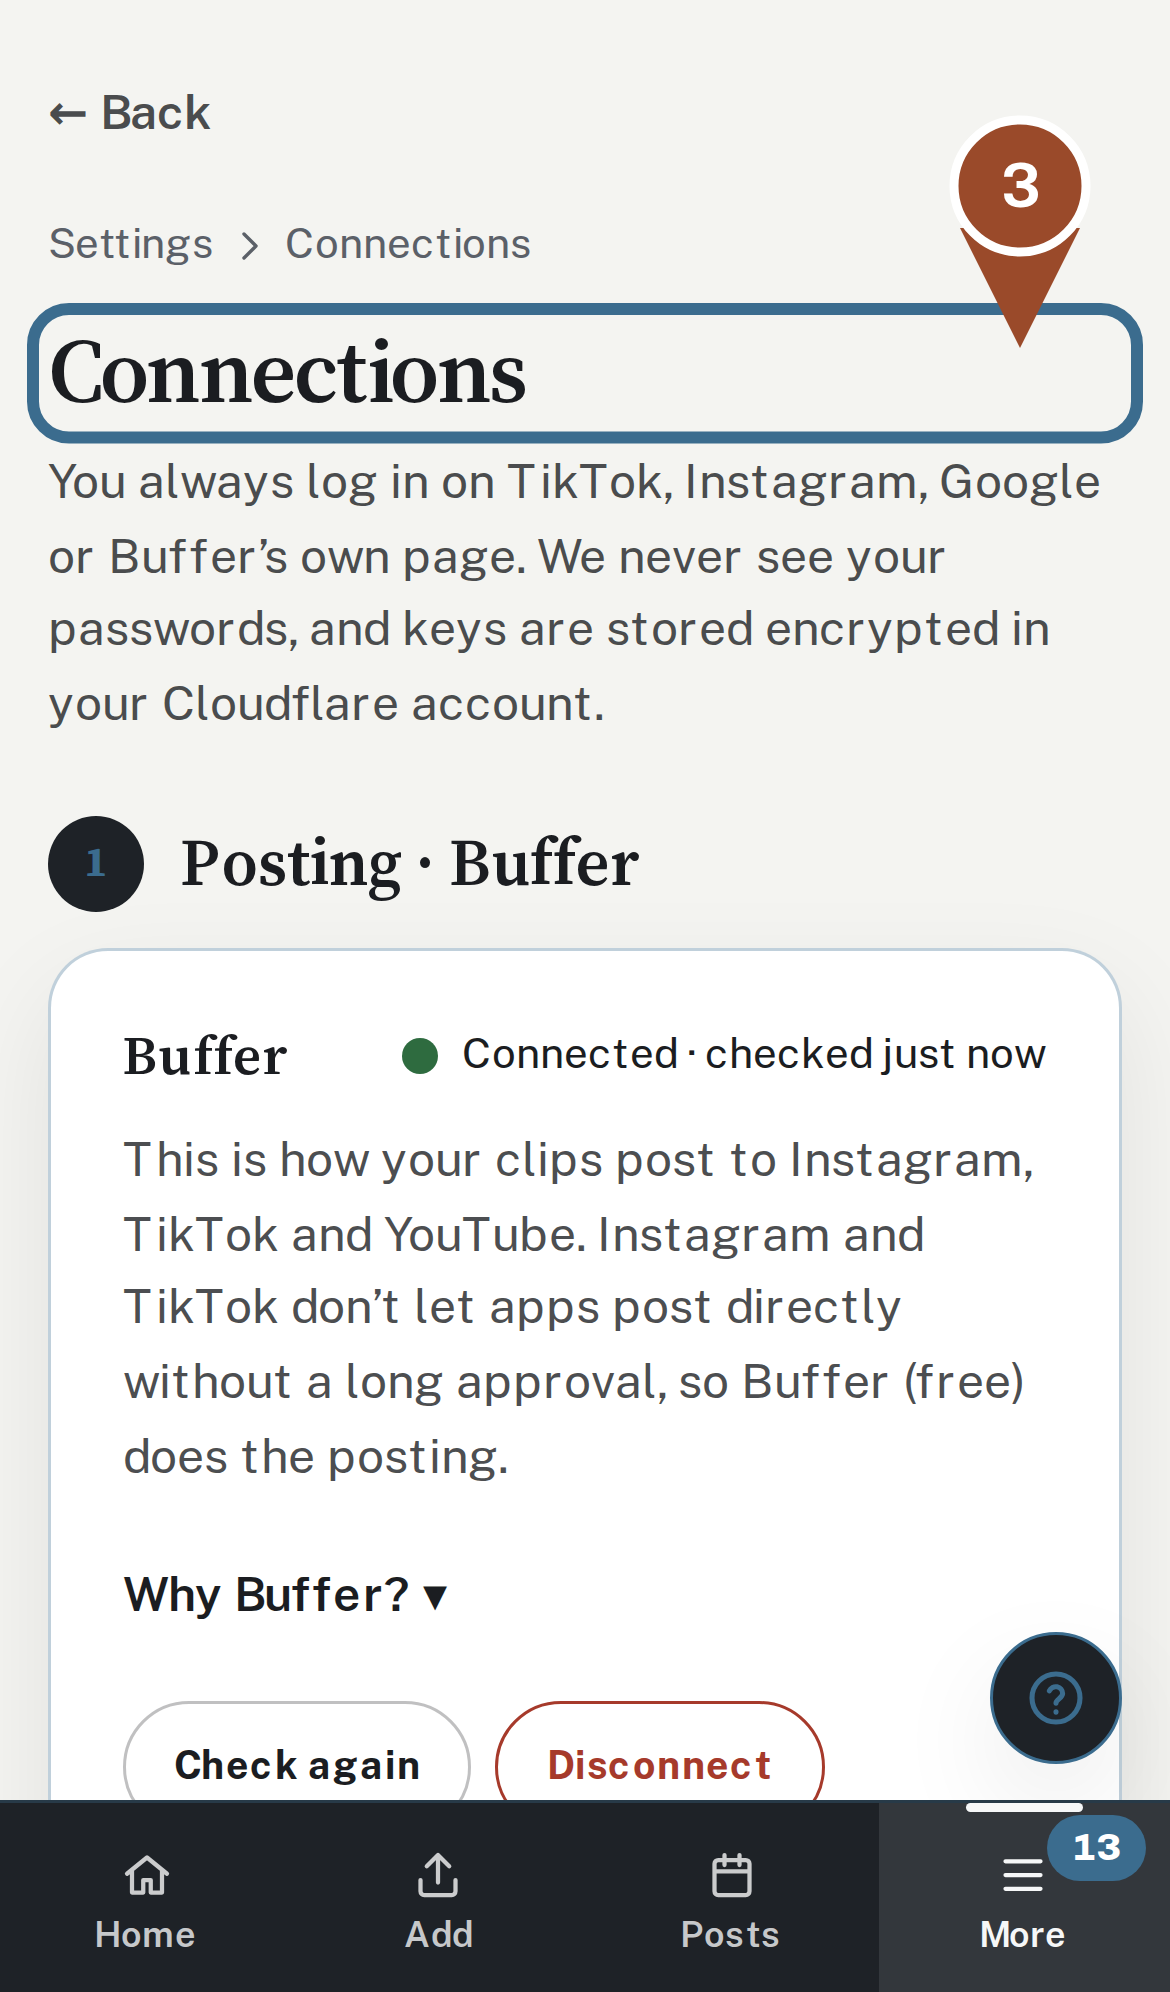 ← Back
3
Settings > Connections
Connections
You always log in on TikTok, Instagram, Google
or Buffer’s own page. We never see your
passwords, and keys are stored encrypted in
your Cloudflare account.
1 Posting · Buffer
Buffer Connected · checked just now
This is how your clips post to Instagram,
TikTok and YouTube. Instagram and
TikTok don’t let apps post directly
without a long approval, so Buffer (free)
does the posting.
Why Buffer? ▾
?
Check again Disconnect
13
Home Add Posts More